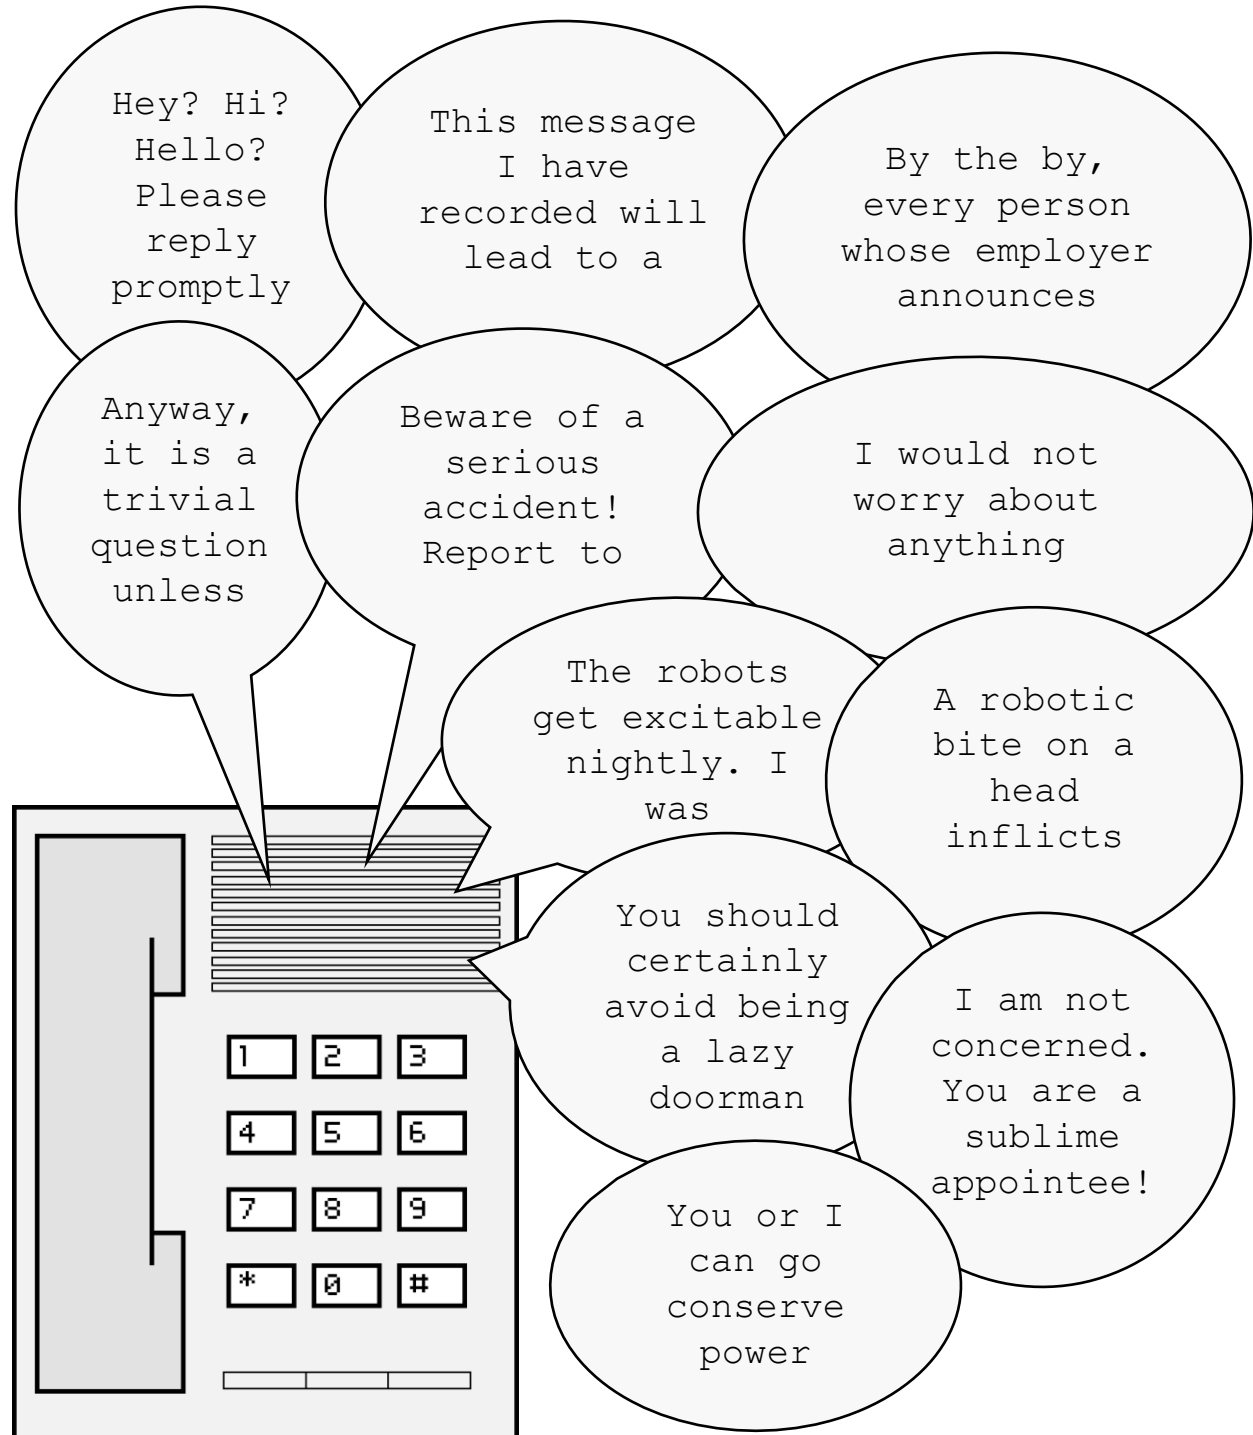 Hey? Hi?
Hello?
Please
reply
promptly
This message
I have
recorded will
lead to a
By the by,
every person
whose employer
announces
Anyway,
it is a
trivial
question
unless
Beware of a
serious
accident!
Report to
I would not
worry about
anything
The robots
get excitable
nightly. I
was
A robotic
bite on a
head
inflicts
You should
certainly
avoid being
a lazy
doorman
I am not
concerned.
You are a
sublime
appointee!
You or I
can go
conserve
power
1 2 3
4 5 6
7 8 9
* 0 #